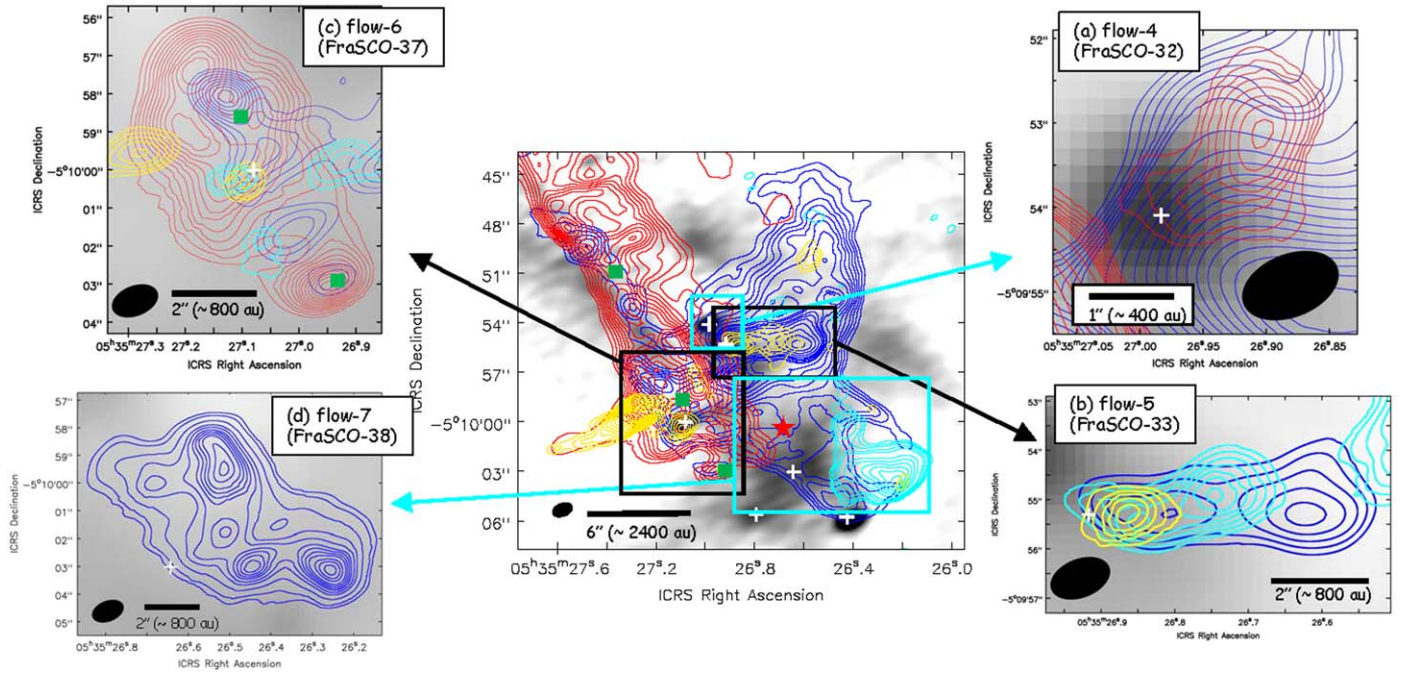 (c) flow-6
(FraSCO-37)
56"
57"
58"
59"
-5°10'00"
01"
02"
03"
04"
ICRS Declination
2" (~ 800 au)
05ʰ35ᵐ27ˢ.3
27ˢ.2
27ˢ.1
27ˢ.0
26ˢ.9
ICRS Right Ascension
(a) flow-4
(FraSCO-32)
52"
53"
54"
-5°09'55"
ICRS Declination
1" (~ 400 au)
05ʰ35ᵐ27ˢ.05
27ˢ.00
26ˢ.95
26ˢ.90
26ˢ.85
ICRS Right Ascension
45"
48"
51"
54"
57"
-5°10'00"
03"
06"
ICRS Declination
6" (~ 2400 au)
05ʰ35ᵐ27ˢ.6
27ˢ.2
26ˢ.8
26ˢ.4
26ˢ.0
ICRS Right Ascension
(d) flow-7
(FraSCO-38)
57"
58"
59"
-5°10'00"
01"
02"
03"
04"
05"
ICRS Declination
2" (~ 800 au)
05ʰ35ᵐ26ˢ.8
26ˢ.6
26ˢ.5
26ˢ.4
26ˢ.3
26ˢ.2
ICRS Right Ascension
(b) flow-5
(FraSCO-33)
53"
54"
55"
56"
-5°09'57"
ICRS Declination
2" (~ 800 au)
05ʰ35ᵐ26ˢ.9
26ˢ.8
26ˢ.7
26ˢ.6
ICRS Right Ascension